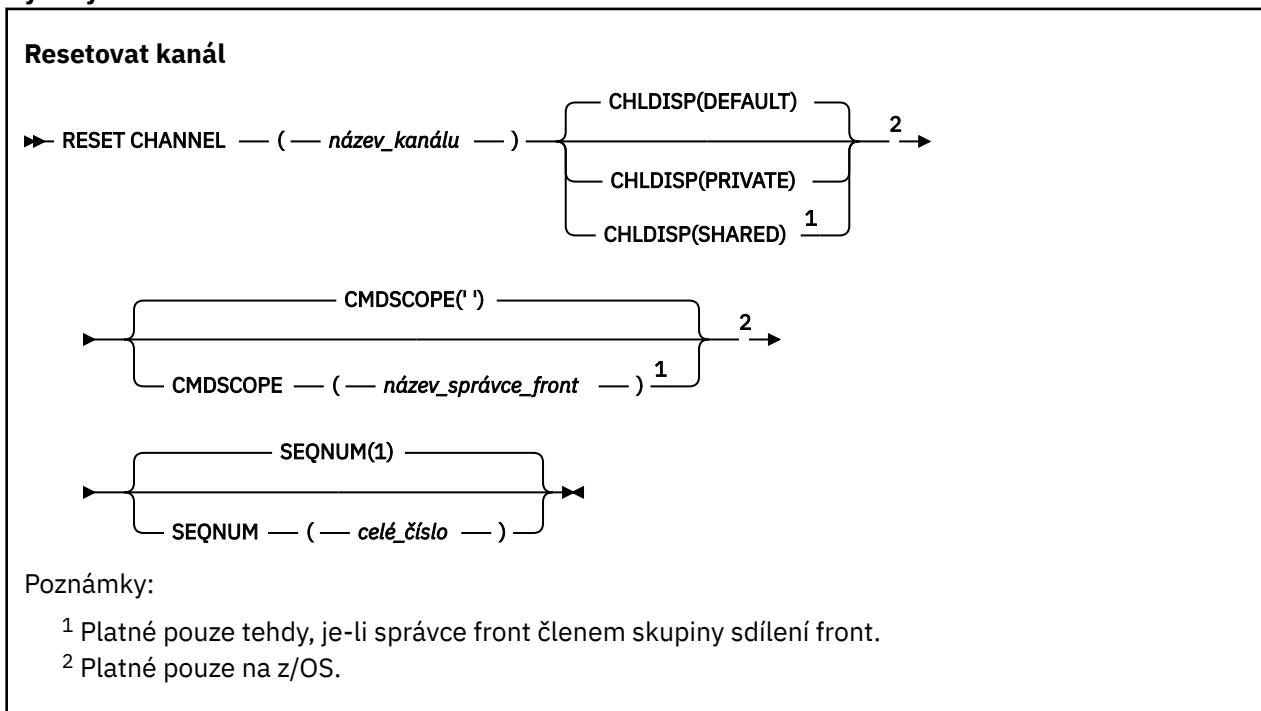 Resetovat kanál
CHLDISP(DEFAULT)
RESET CHANNEL ( název_kanálu ) 2
CHLDISP(PRIVATE)
CHLDISP(SHARED) 1
CMDSCOPE(' ')
2
CMDSCOPE ( název_správce_front ) 1
SEQNUM(1)
SEQNUM ( celé_číslo )
Poznámky:
1 Platné pouze tehdy, je-li správce front členem skupiny sdílení front.
2 Platné pouze na z/OS.